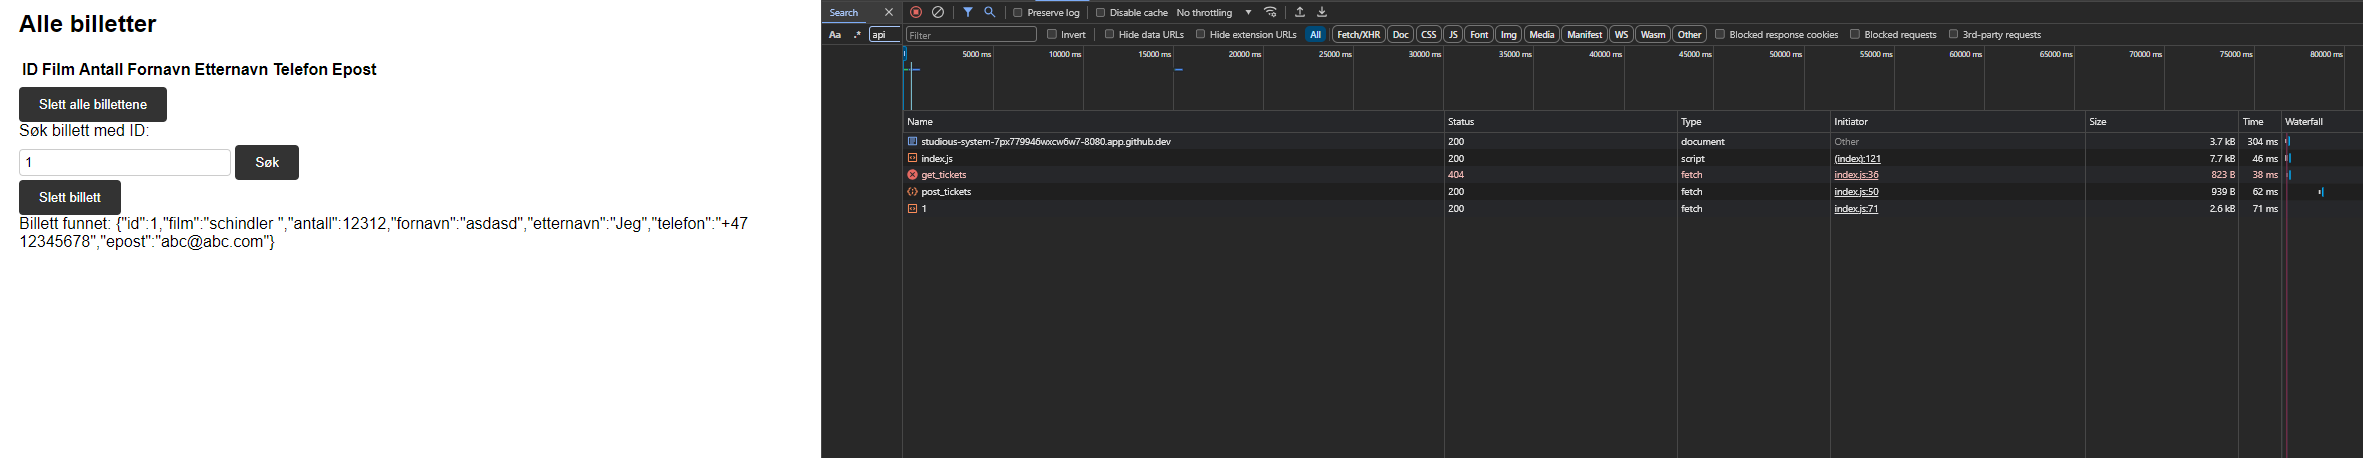 Alle billetter
ID Film Antall Fornavn Etternavn Telefon Epost
Slett alle billettene
Søk billett med ID:
1 Søk
Slett billett
Billett funnet: {"id":1,"film":"schindler ","antall":12312,"fornavn":"asdasd","etternavn":"Jeg","telefon":"+47
12345678","epost":"abc@abc.com"}
Search Preserve log Disable cache No throttling
Aa .* api Filter Invert Hide data URLs Hide extension URLs All Fetch/XHR Doc CSS JS Font Img Media Manifest WS Wasm Other Blocked response cookies Blocked requests 3rd-party requests
5000 ms 10000 ms 15000 ms 20000 ms 25000 ms 30000 ms 35000 ms 40000 ms 45000 ms 50000 ms 55000 ms 60000 ms 65000 ms 70000 ms 75000 ms 80000 ms
Name Status Type Initiator Size Time Waterfall
studious-system-7px779946wxcw6w7-8080.app.github.dev 200 document Other 3.7 kB 304 ms
index.js 200 script (index):121 7.7 kB 46 ms
get_tickets 404 fetch index.js:36 823 B 38 ms
post_tickets 200 fetch index.js:50 939 B 62 ms
1 200 fetch index.js:71 2.6 kB 71 ms